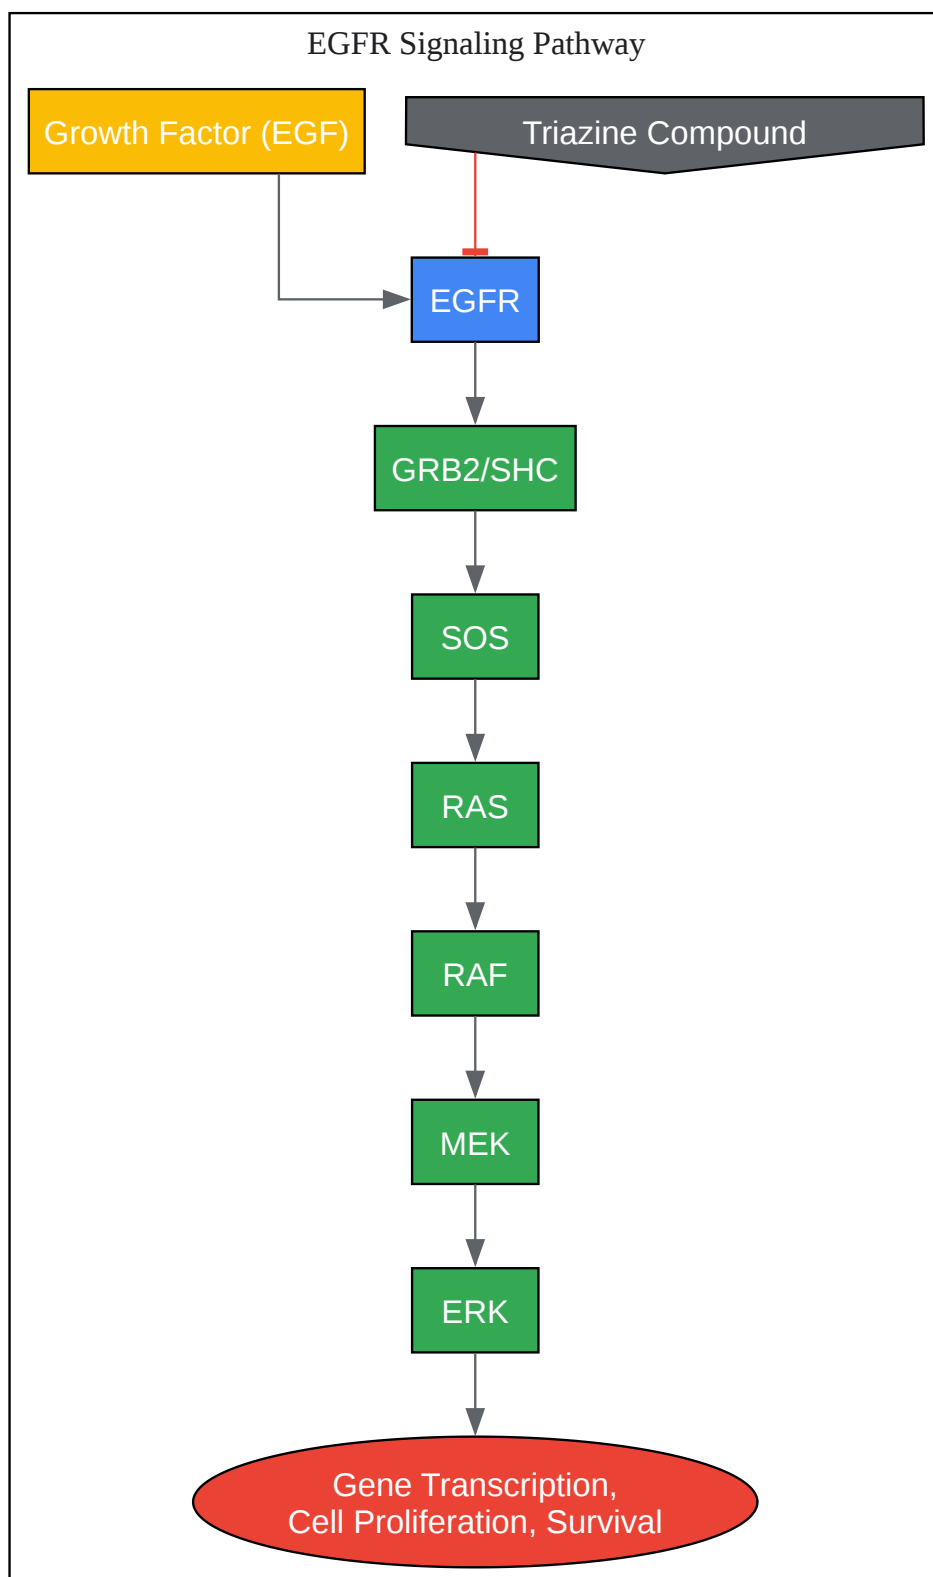 EGFR Signaling Pathway
Growth Factor (EGF)
Triazine Compound
EGFR
GRB2/SHC
SOS
RAS
RAF
MEK
ERK
Gene Transcription,
Cell Proliferation, Survival